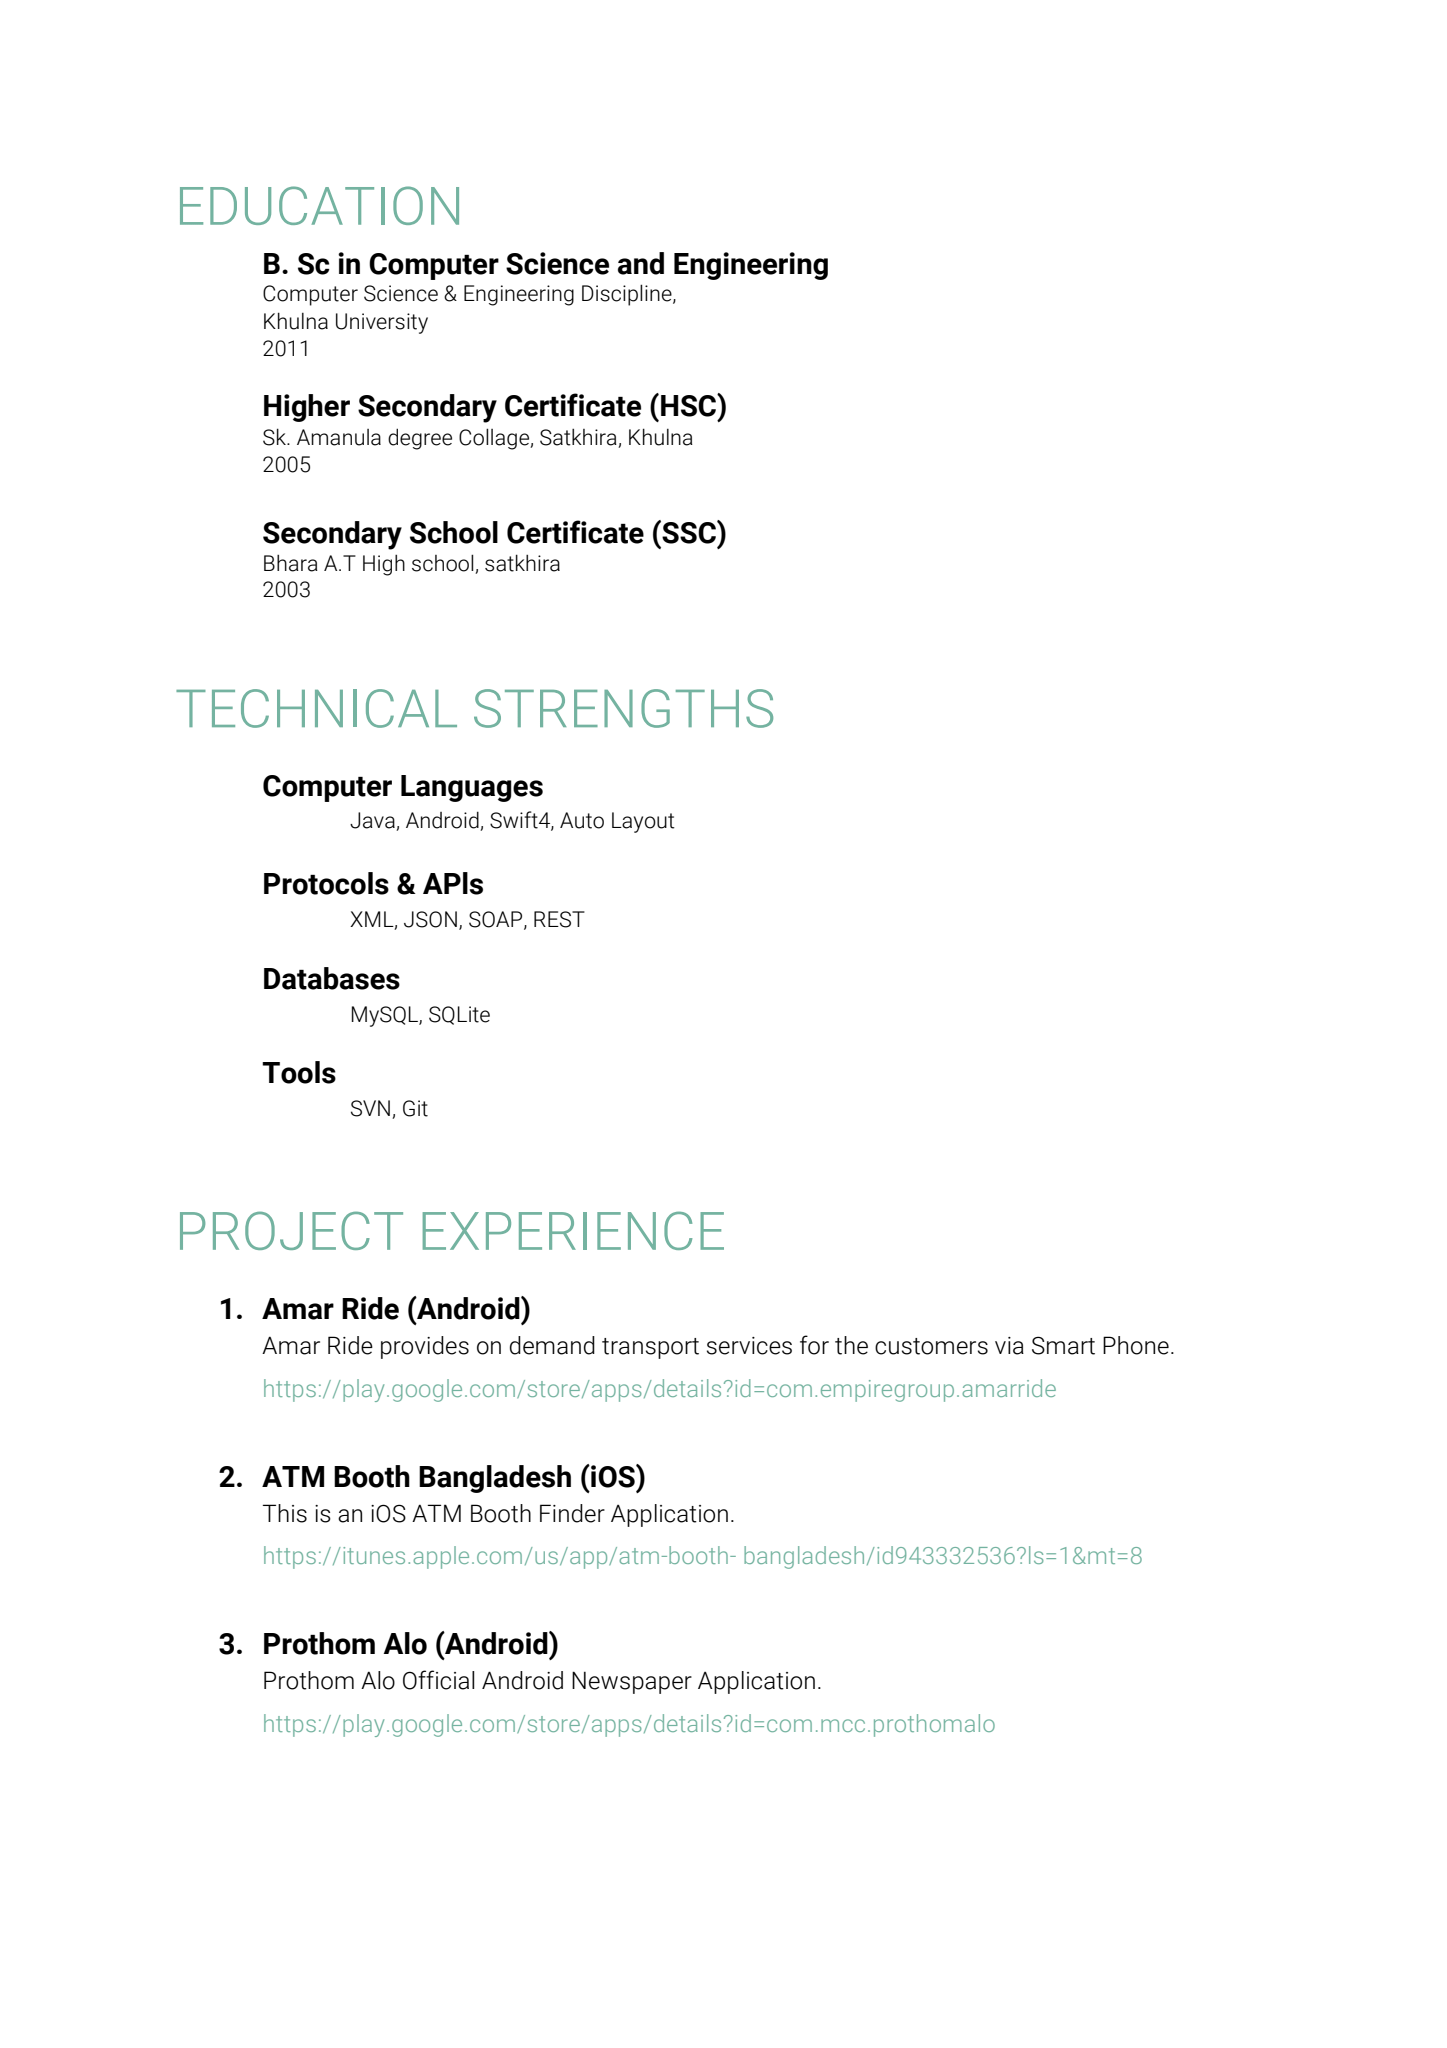 EDUCATION
B. Sc in Computer Science and Engineering
Computer Science & Engineering Discipline,
Khulna University
2011
Higher Secondary Certificate (HSC)
Sk. Amanula degree Collage, Satkhira, Khulna
2005
Secondary School Certificate (SSC)
Bhara A.T High school, satkhira
2003
TECHNICAL STRENGTHS
Computer Languages
Java, Android, Swift4, Auto Layout
Protocols & APls
XML, JSON, SOAP, REST
Databases
MySQL, SQLite
Tools
SVN, Git
PROJECT EXPERIENCE
1. Amar Ride (Android)
Amar Ride provides on demand transport services for the customers via Smart Phone.
https://play.google.com/store/apps/details?id=com.empiregroup.amarride
2. ATM Booth Bangladesh (iOS)
This is an iOS ATM Booth Finder Application.
https://itunes.apple.com/us/app/atm-booth- bangladesh/id943332536?ls=1&mt=8
3. Prothom Alo (Android)
Prothom Alo Official Android Newspaper Application.
https://play.google.com/store/apps/details?id=com.mcc.prothomalo